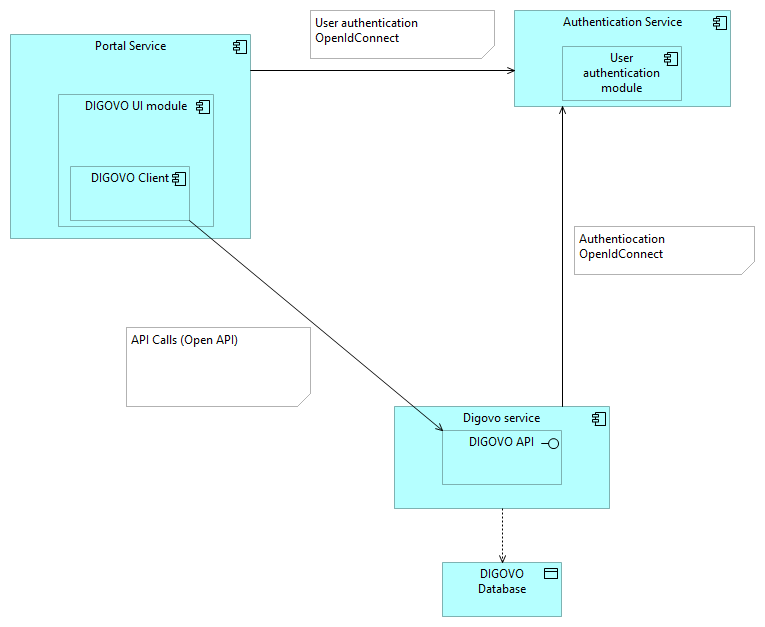 User authentication
OpenIdConnect
Authentication Service
User
authentication
module
Portal Service
DIGOVO UI module
DIGOVO Client
Authentiocation
OpenIdConnect
API Calls (Open API)
Digovo service
DIGOVO API
DIGOVO
Database